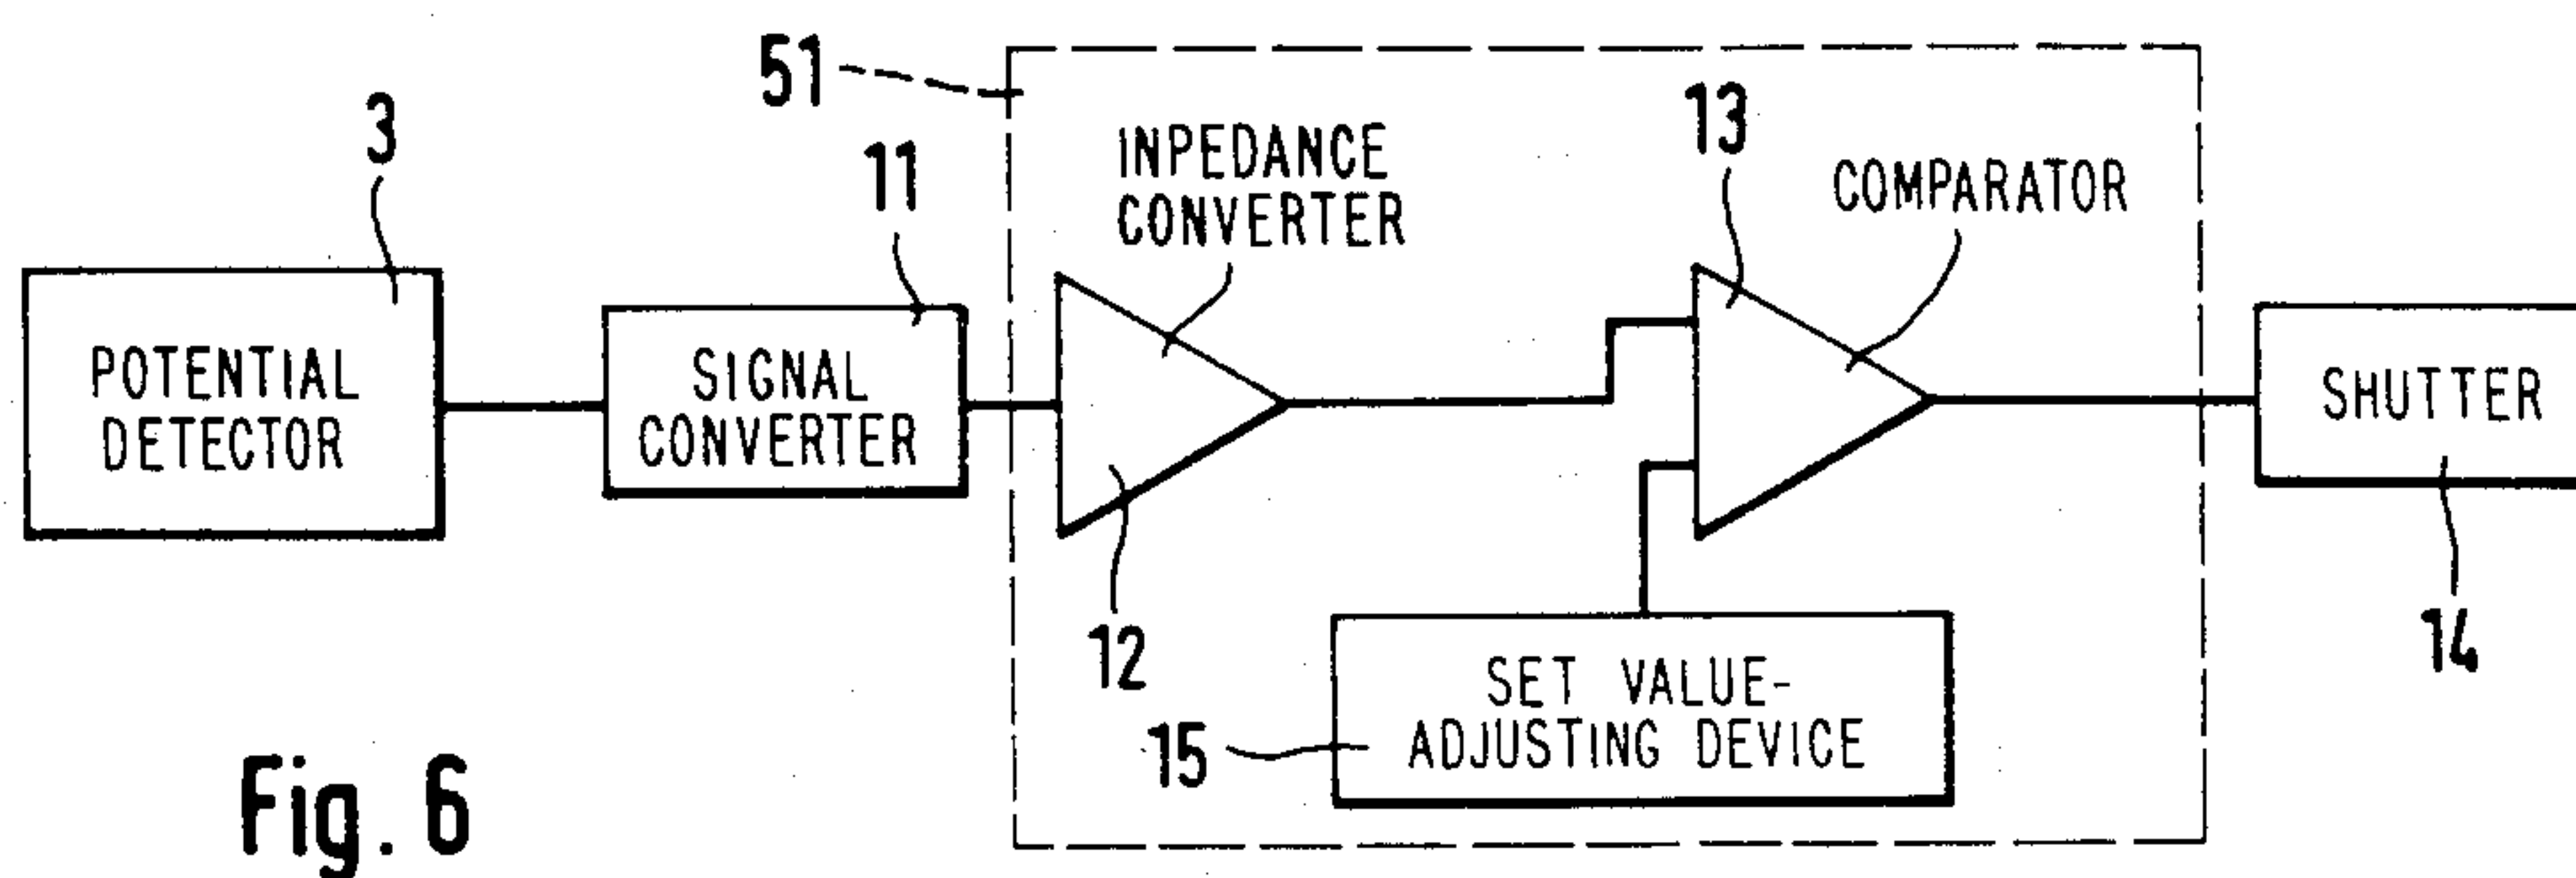 51
3
11
INPEDANCE
CONVERTER
13
COMPARATOR
POTENTIAL
DETECTOR
SIGNAL
CONVERTER
SHUTTER
12
SET VALUE-
ADJUSTING DEVICE
15
14
Fig. 6